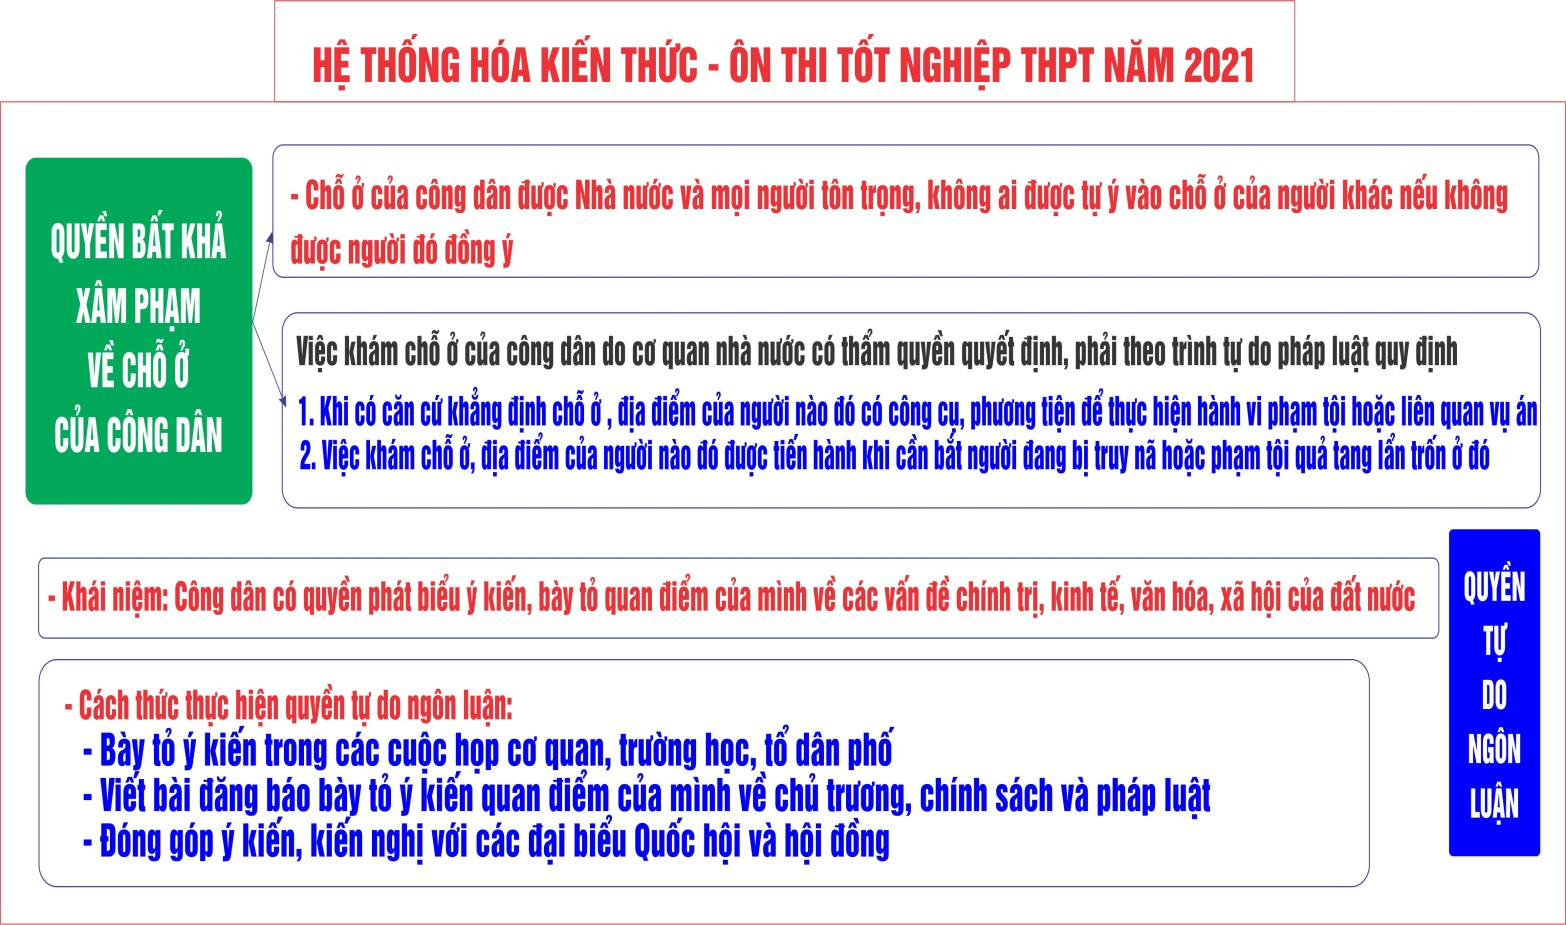 HỆ THỐNG HÓA KIẾN THỨC - ÔN THI TỐT NGHIỆP THPT NĂM 2021
QUYỀN BẤT KHẢ
XÂM PHẠM
VỀ CHỖ Ở
CỦA CÔNG DÂN
- Chỗ ở của công dân được Nhà nước và mọi người tôn trọng, không ai được tự ý vào chỗ ở của người khác nếu không
được người đó đồng ý
Việc khám chỗ ở của công dân do cơ quan nhà nước có thẩm quyền quyết định, phải theo trình tự do pháp luật quy định
1. Khi có căn cứ khẳng định chỗ ở , địa điểm của người nào đó có công cụ, phương tiện để thực hiện hành vi phạm tội hoặc liên quan vụ án
2. Việc khám chỗ ở, địa điểm của người nào đó được tiến hành khi cần bắt người đang bị truy nã hoặc phạm tội quả tang lẩn trốn ở đó
- Khái niệm: Công dân có quyền phát biểu ý kiến, bày tỏ quan điểm của mình về các vấn đề chính trị, kinh tế, văn hóa, xã hội của đất nước
- Cách thức thực hiện quyền tự do ngôn luận:
- Bày tỏ ý kiến trong các cuộc họp cơ quan, trường học, tổ dân phố
- Viết bài đăng báo bày tỏ ý kiến quan điểm của mình về chủ trương, chính sách và pháp luật
- Đóng góp ý kiến, kiến nghị với các đại biểu Quốc hội và hội đồng
QUYỀN
TỰ
DO
NGÔN
LUẬN